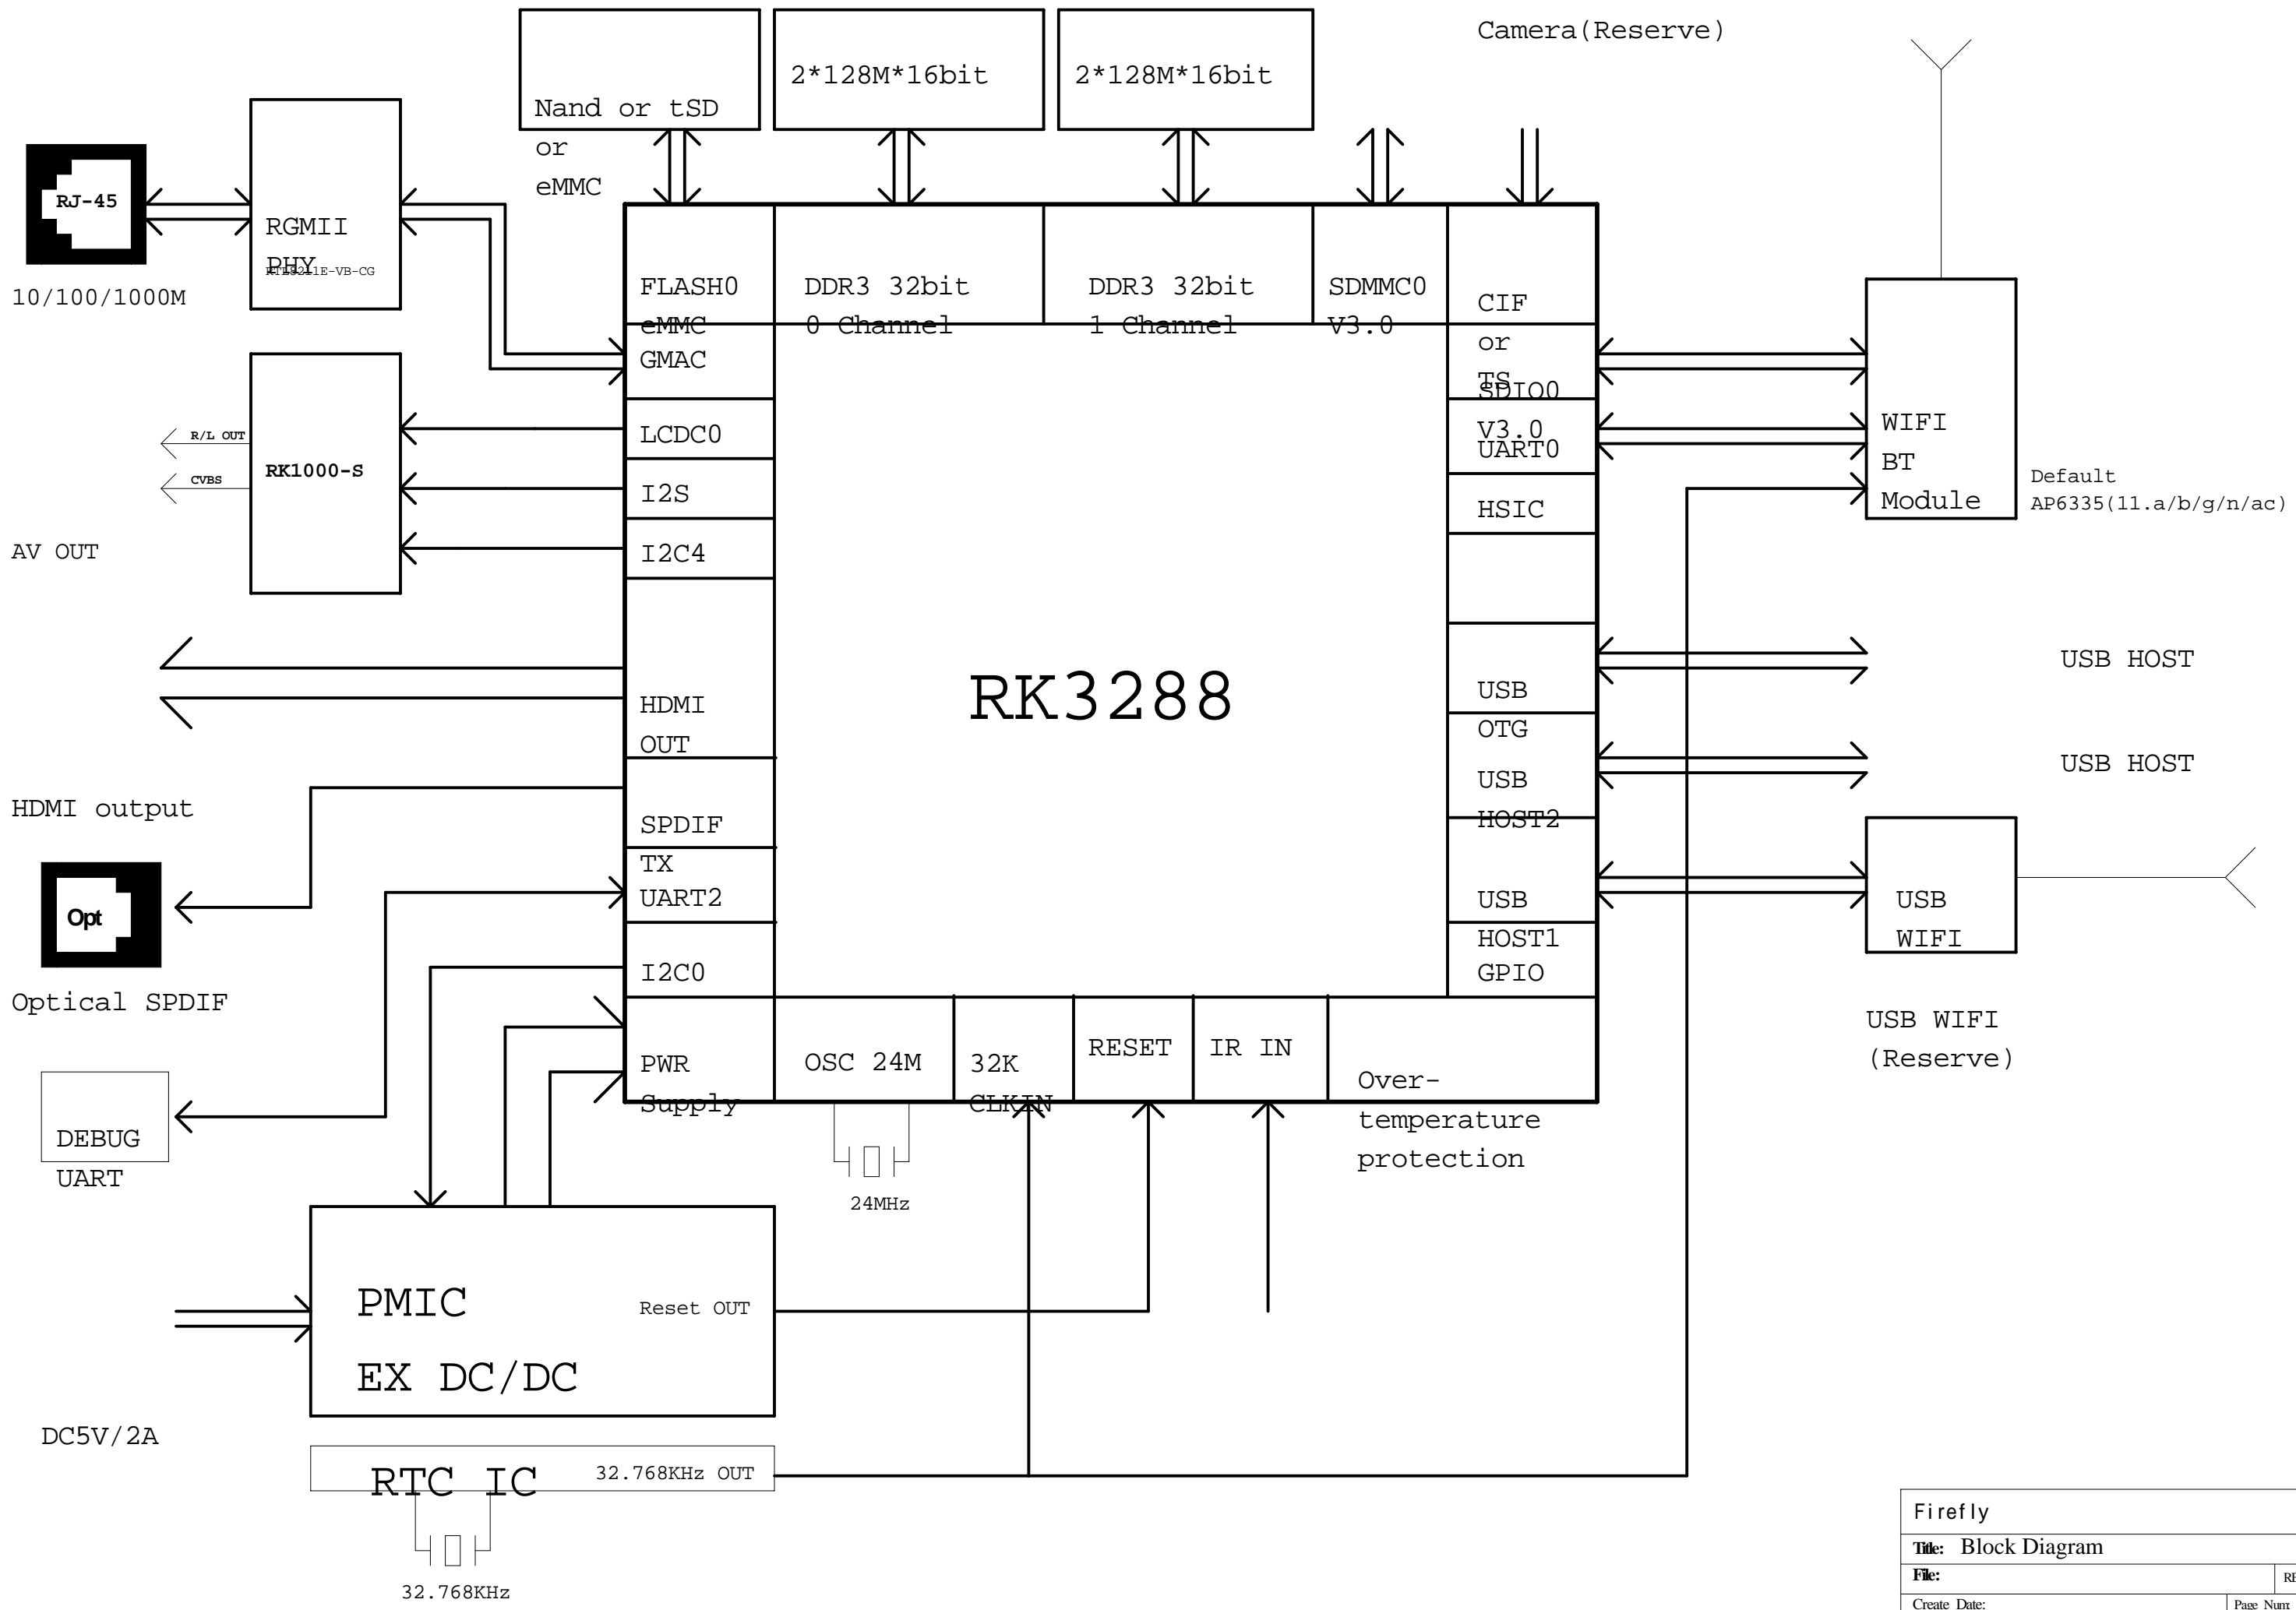 Camera(Reserve)
2*128M*16bit
2*128M*16bit
Nand or tSD
or
eMMC
RJ-45
10/100/1000M
RGMII
PHY
RTL8211E-VB-CG
FLASH0
eMMC
DDR3 32bit
0 Channel
DDR3 32bit
1 Channel
SDMMC0
V3.0
CIF
or
TS
SDIO0
V3.0
GMAC
LCDC0
I2S
I2C4
HDMI
OUT
SPDIF
TX
UART2
I2C0
PWR
Supply
R/L OUT
CVBS
RK1000-S
AV OUT
RK3288
UART0
HSIC
USB
OTG
USB
HOST2
USB
HOST1
GPIO
WIFI
BT
Module
Default
AP6335(11.a/b/g/n/ac)
USB HOST
USB HOST
USB
WIFI
USB WIFI
(Reserve)
HDMI output
Opt
Optical SPDIF
DEBUG
UART
OSC 24M
32K
CLKIN
RESET
IR IN
Over-
temperature
protection
24MHz
PMIC
EX DC/DC
Reset OUT
DC5V/2A
RTC IC
32.768KHz OUT
32.768KHz
Firefly
Title: Block Diagram
File:
Create Date:
Page Num